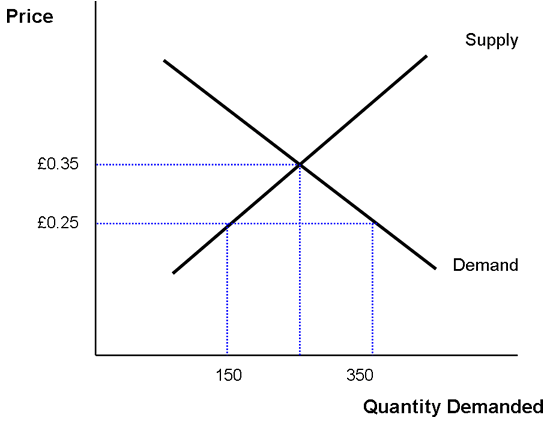 Price
Supply
£0.35
£0.25
Demand
150
350
Quantity Demanded